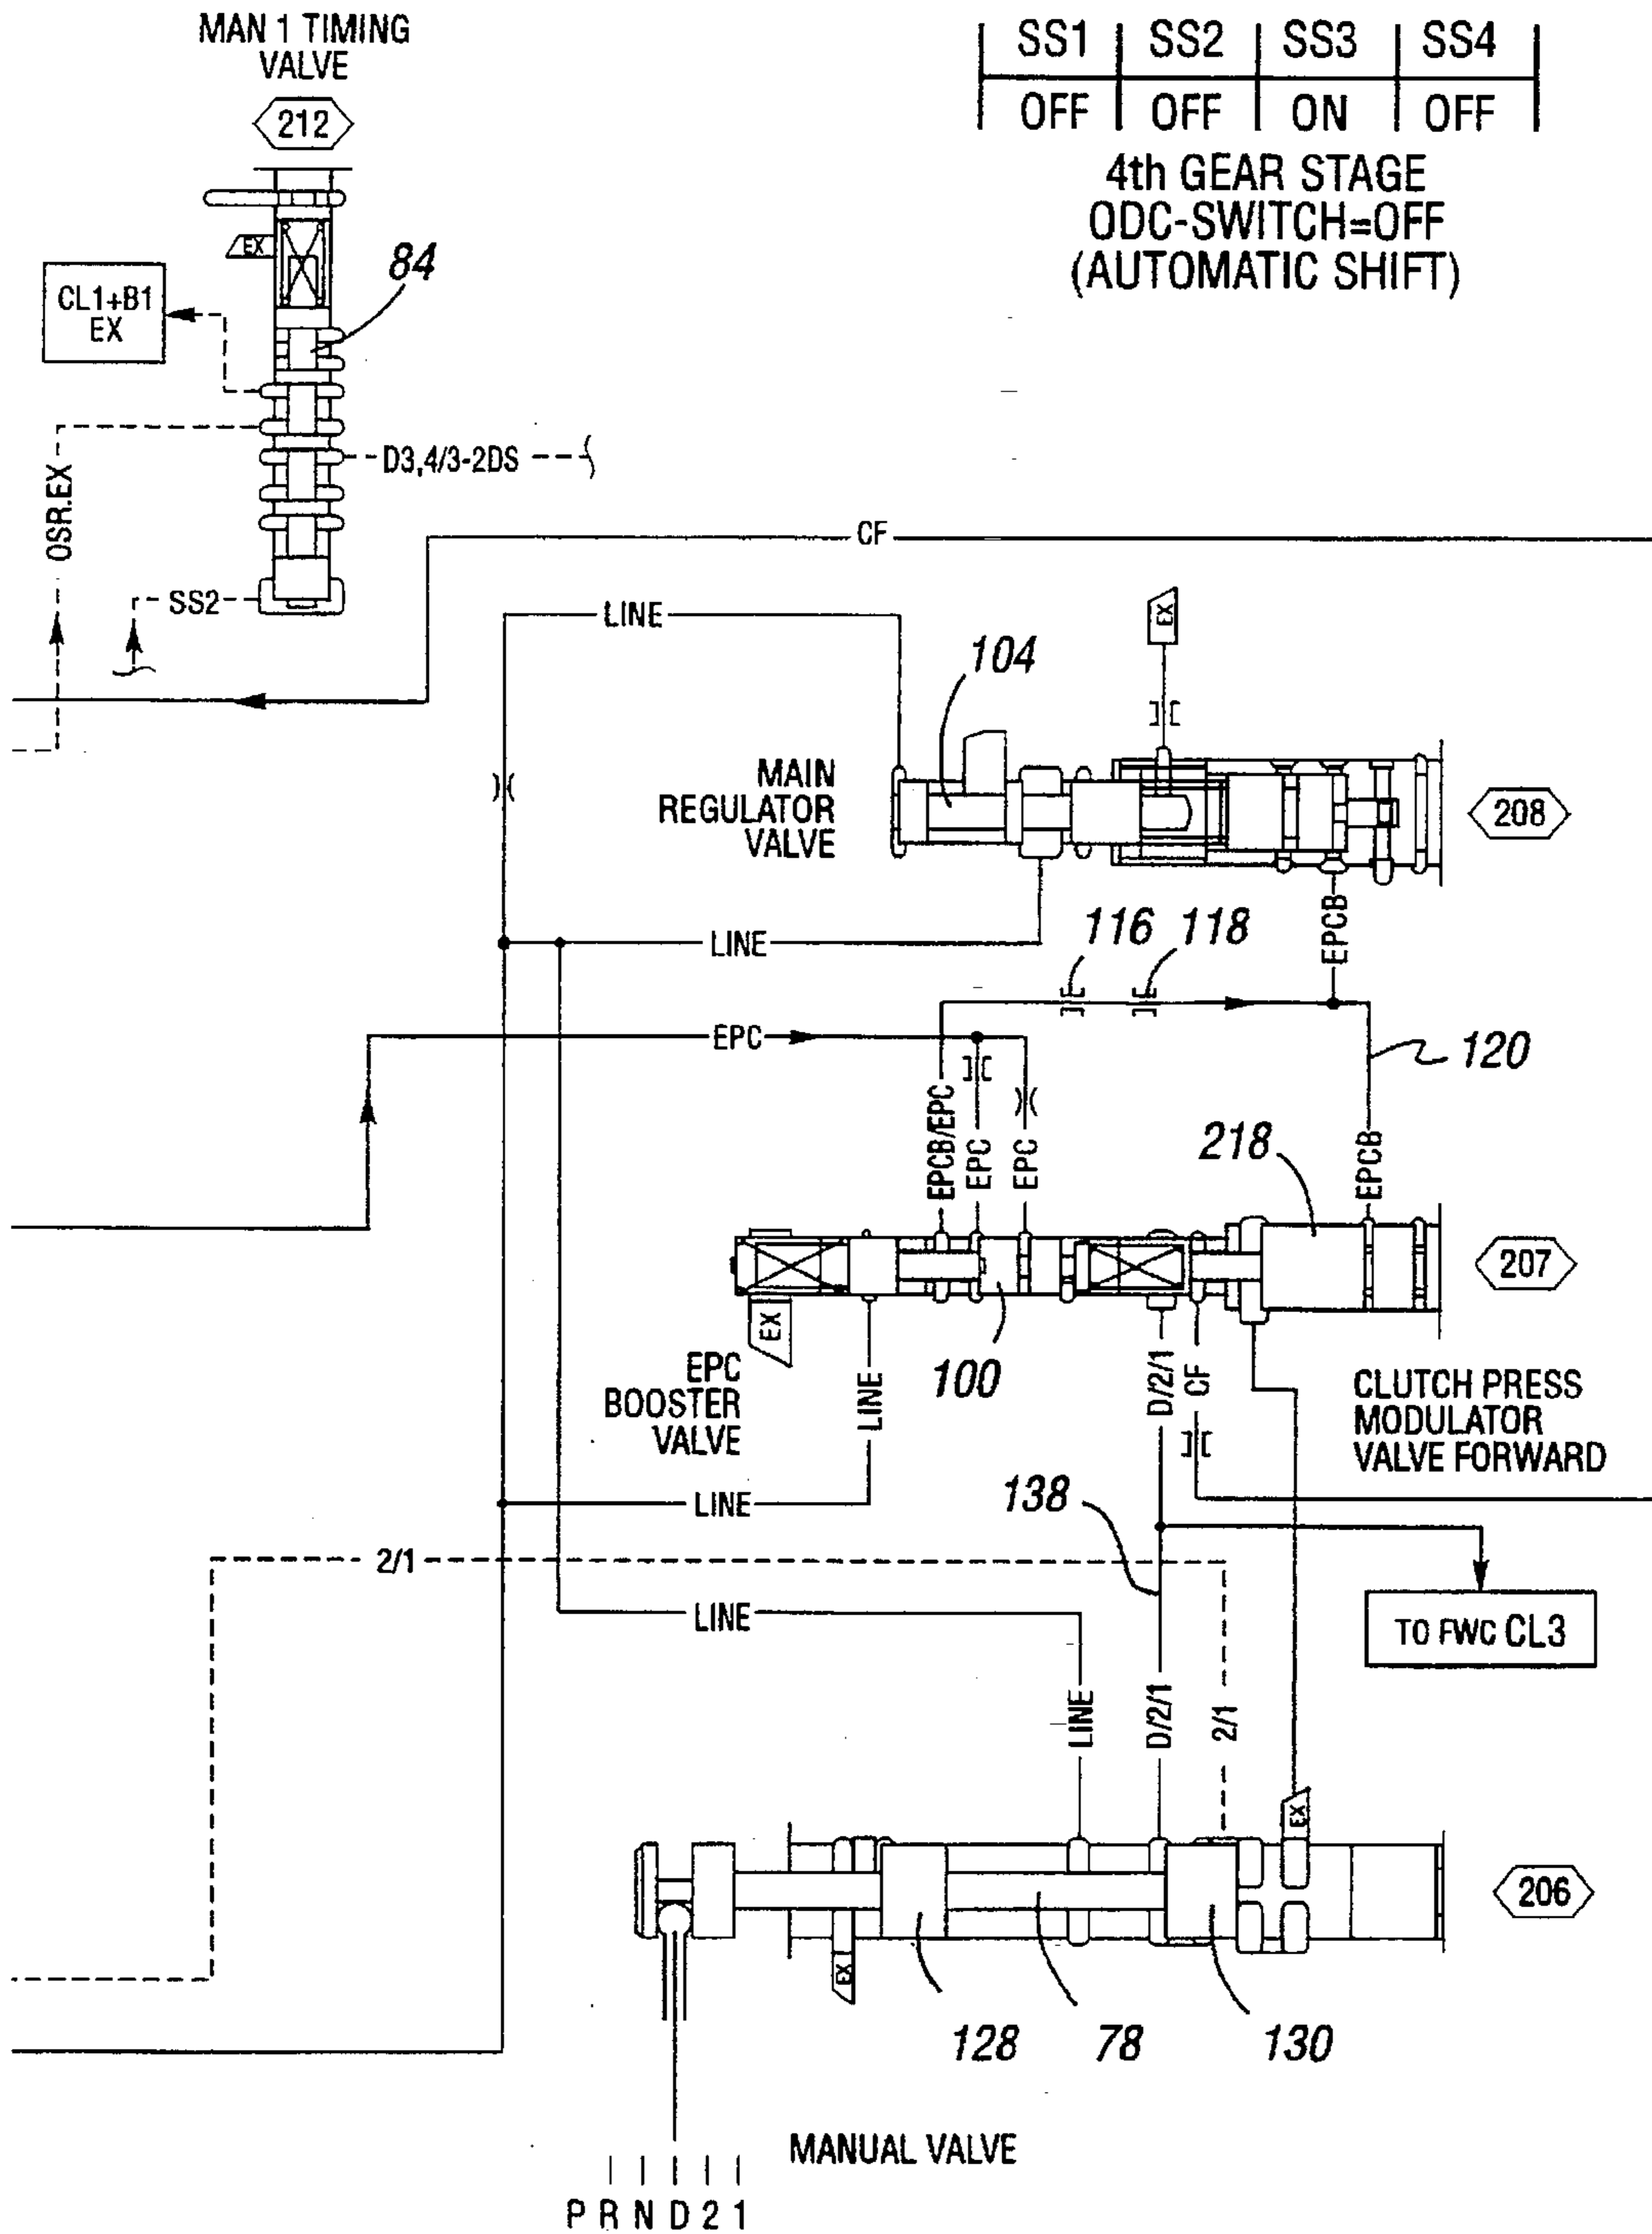 MAN 1 TIMING
VALVE
212
SS1 SS2 SS3 SS4
OFF OFF ON OFF
4th GEAR STAGE
ODC-SWITCH=OFF
(AUTOMATIC SHIFT)
EX
84
CL1+B1
EX
D3,4/3-2DS
OSR.EX
CF
SS2
LINE
EX
104
MAIN
REGULATOR
VALVE
208
EPCB
116 118
LINE
EPC
120
EPCB/EPC
EPC
EPC
218
EPCB
207
EX
EPC
BOOSTER
VALVE
LINE
100
D/2/1
CF
CLUTCH PRESS
MODULATOR
VALVE FORWARD
LINE
138
2/1
LINE
TO FWC CL3
LINE
D/2/1
2/1
EX
206
EX
128 78 130
MANUAL VALVE
P R N D 2 1